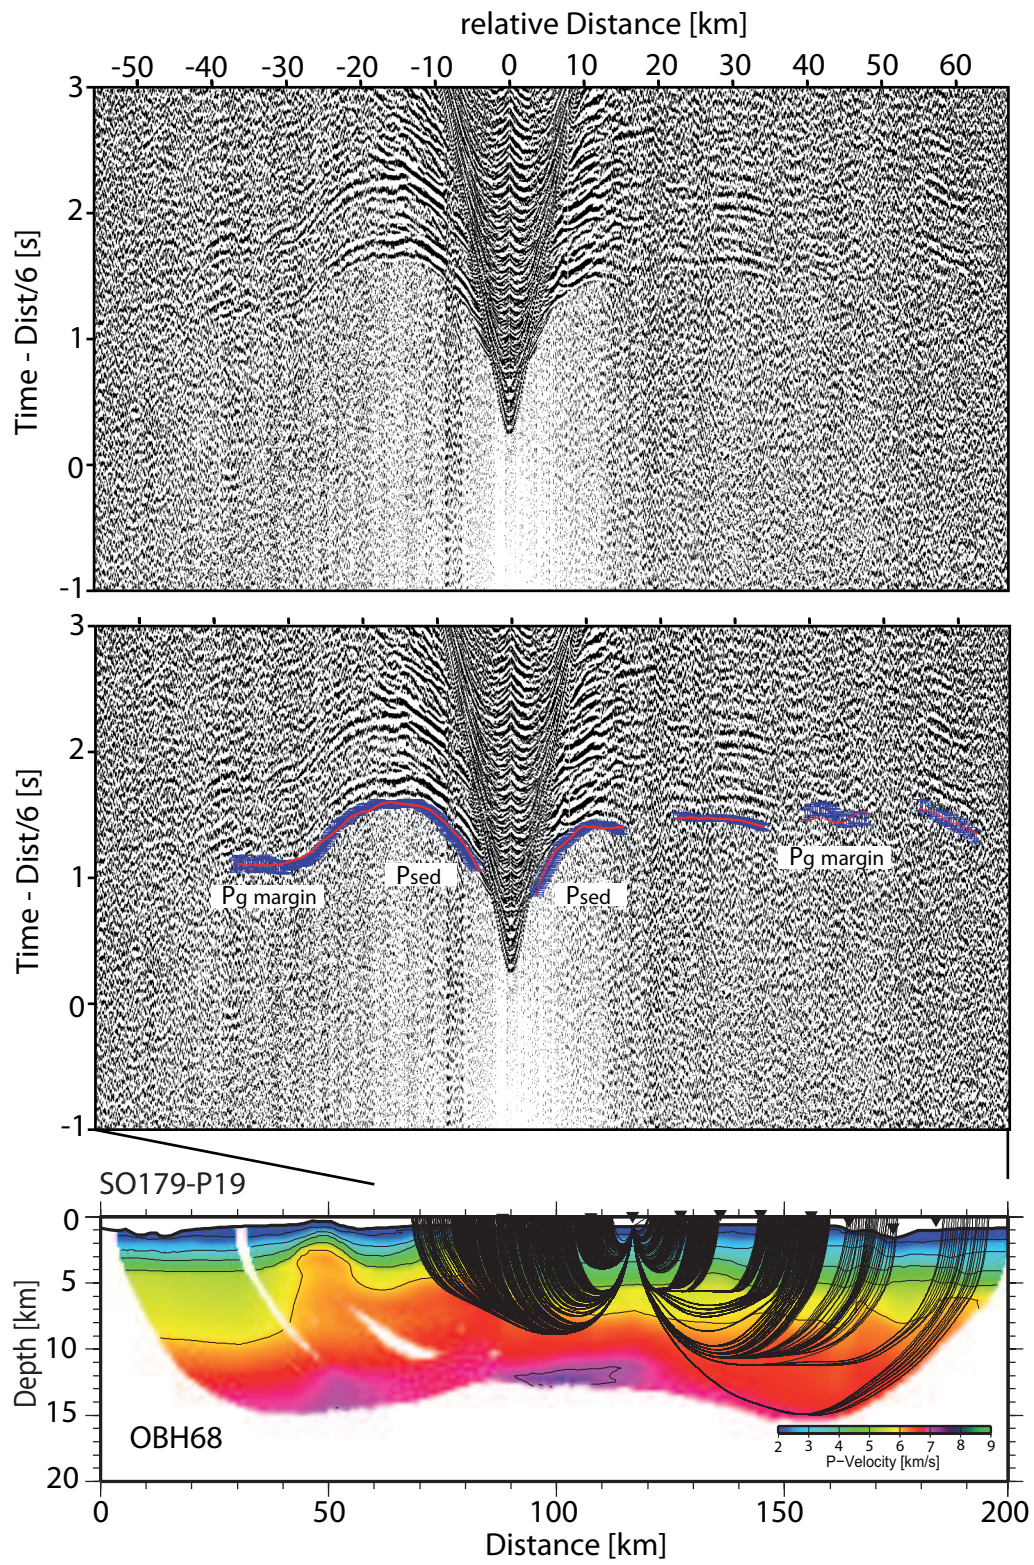 relative Distance [km]
-50 -40 -30 -20 -10 0 10 20 30 40 50 60
3
2
1
0
-1
Time - Dist/6 [s]
3
2
1
0
-1
Time - Dist/6 [s]
Pg margin
Psed
Psed
Pg margin
SO179-P19
0
5
10
15
20
Depth [km]
OBH68
2 3 4 5 6 7 8 9
P-Velocity [km/s]
0 50 100 150 200
Distance [km]